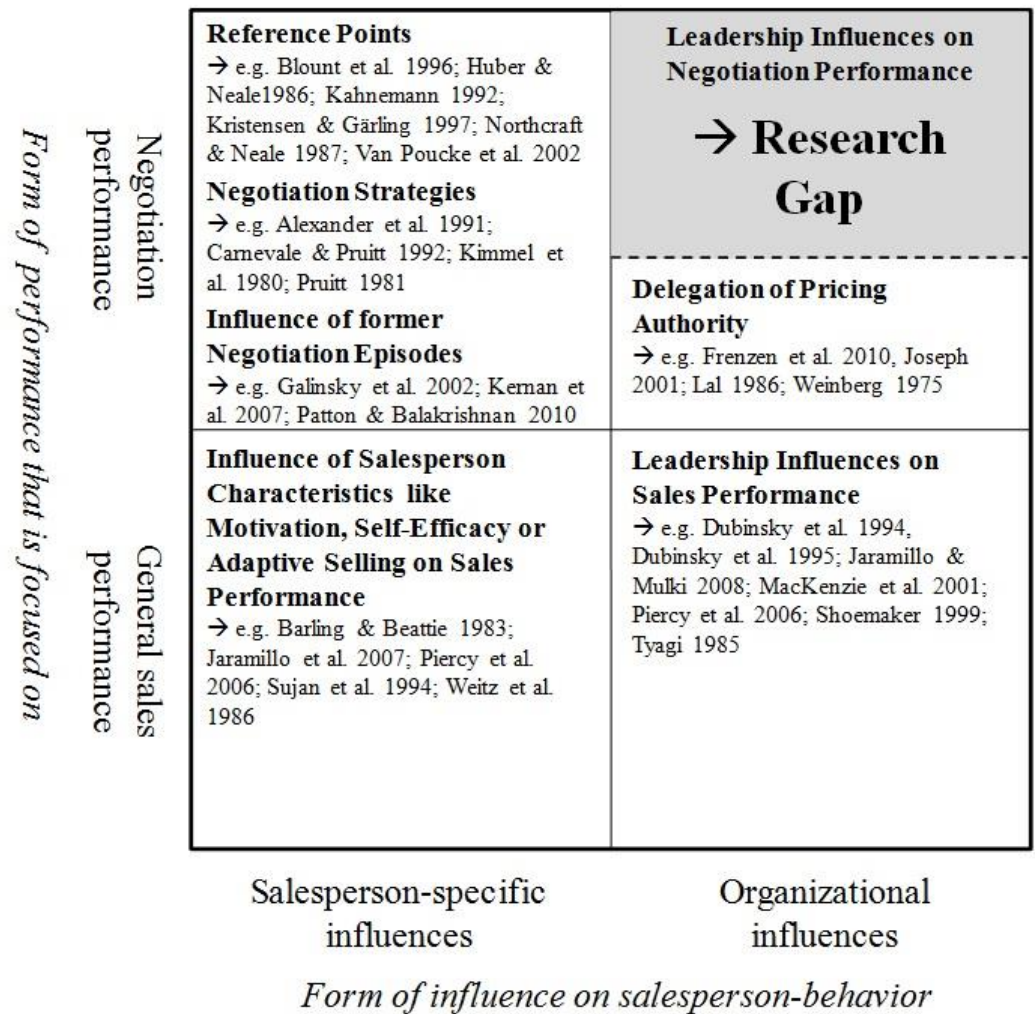 Form of performance that is focused on
Negotiation
performance
General sales
performance
Reference Points
→ e.g. Blount et al. 1996; Huber &
Neale1986; Kahnemann 1992;
Kristensen & Gärling 1997; Northcraft
& Neale 1987; Van Poucke et al. 2002
Negotiation Strategies
→ e.g. Alexander et al. 1991;
Carnevale & Pruitt 1992; Kimmel et
al. 1980; Pruitt 1981
Influence of former
Negotiation Episodes
→ e.g. Galinsky et al. 2002; Kernan et
al. 2007; Patton & Balakrishnan 2010
Leadership Influences on
Negotiation Performance
→ Research
Gap
Delegation of Pricing
Authority
→ e.g. Frenzen et al. 2010, Joseph
2001; Lal 1986; Weinberg 1975
Influence of Salesperson
Characteristics like
Motivation, Self-Efficacy or
Adaptive Selling on Sales
Performance
→ e.g. Barling & Beattie 1983;
Jaramillo et al. 2007; Piercy et al.
2006; Sujan et al. 1994; Weitz et al.
1986
Leadership Influences on
Sales Performance
→ e.g. Dubinsky et al. 1994,
Dubinsky et al. 1995; Jaramillo &
Mulki 2008; MacKenzie et al. 2001;
Piercy et al. 2006; Shoemaker 1999;
Tyagi 1985
Salesperson-specific
influences
Organizational
influences
Form of influence on salesperson-behavior